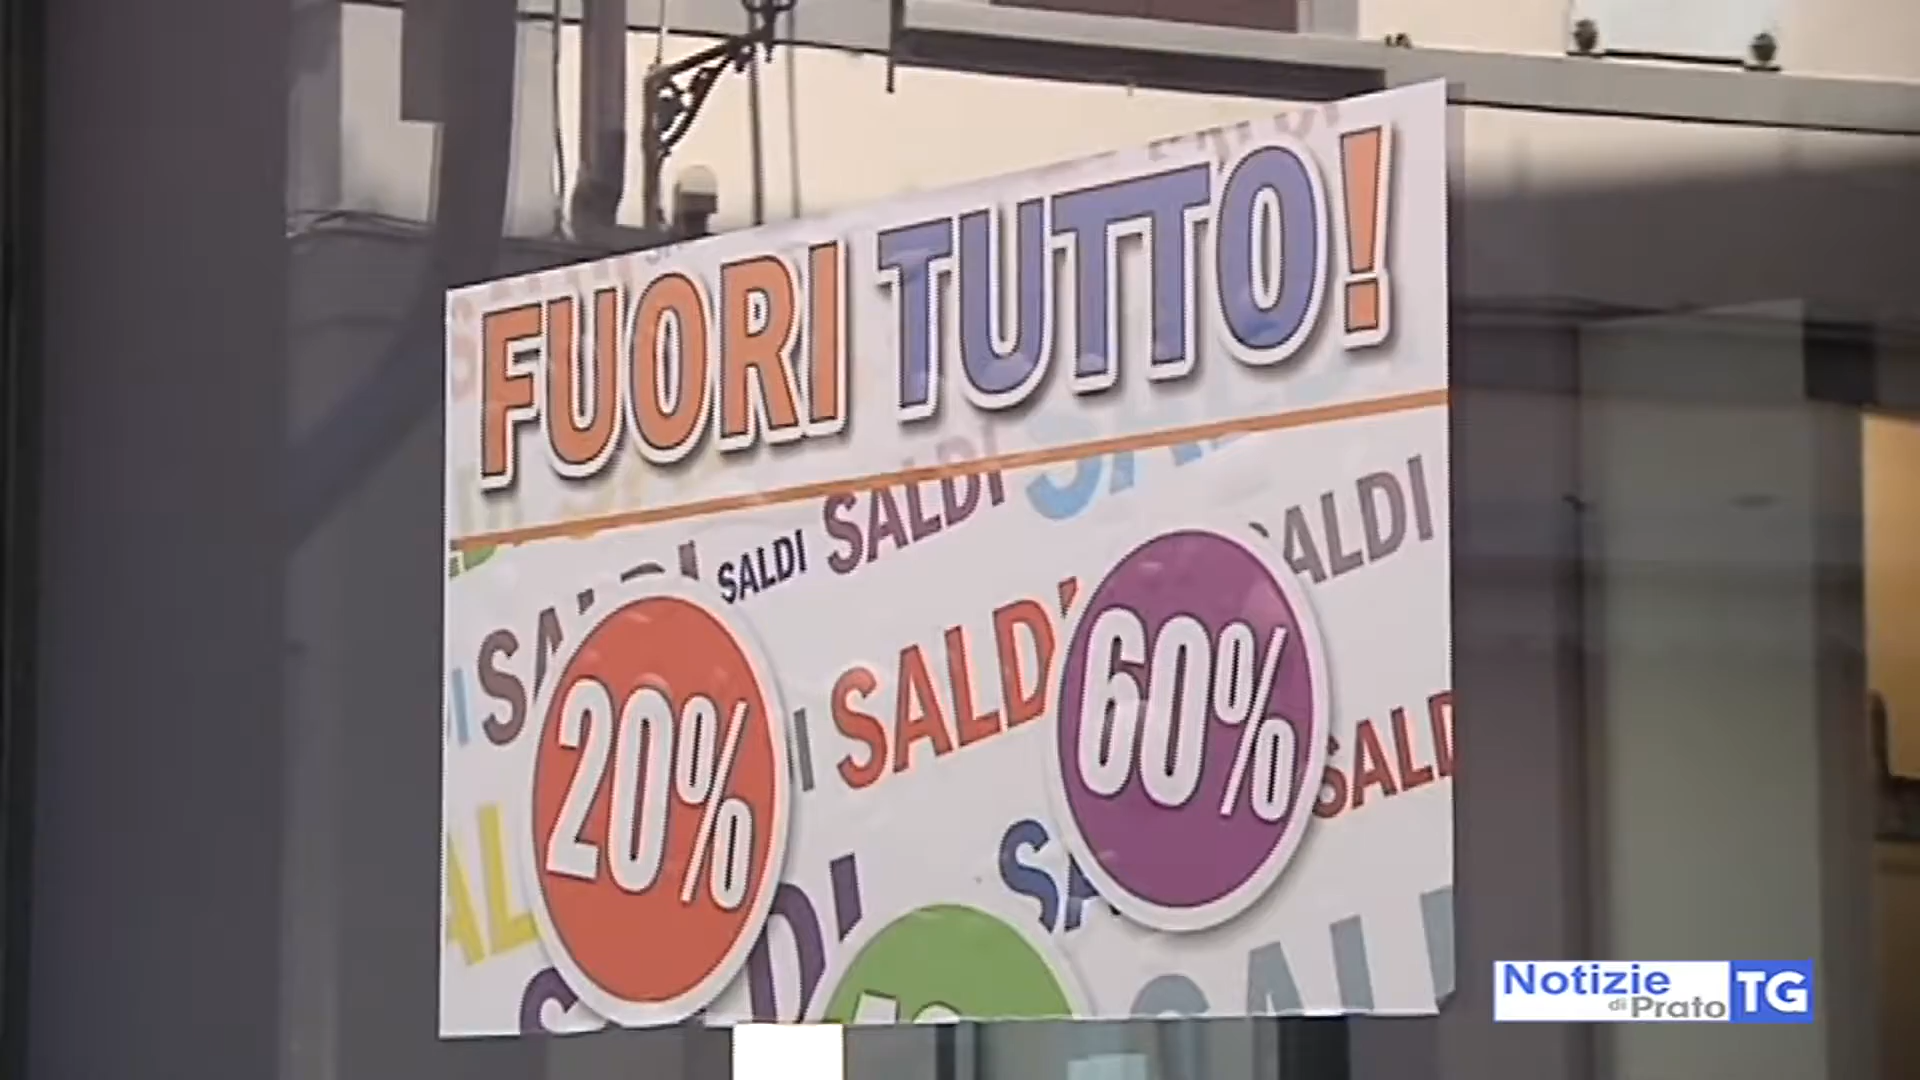 FUORI TUTTO!
SALDI SALDI SALDI
SALDI
20%
SALDI
60%
SALDI
Notizie
di Prato TG